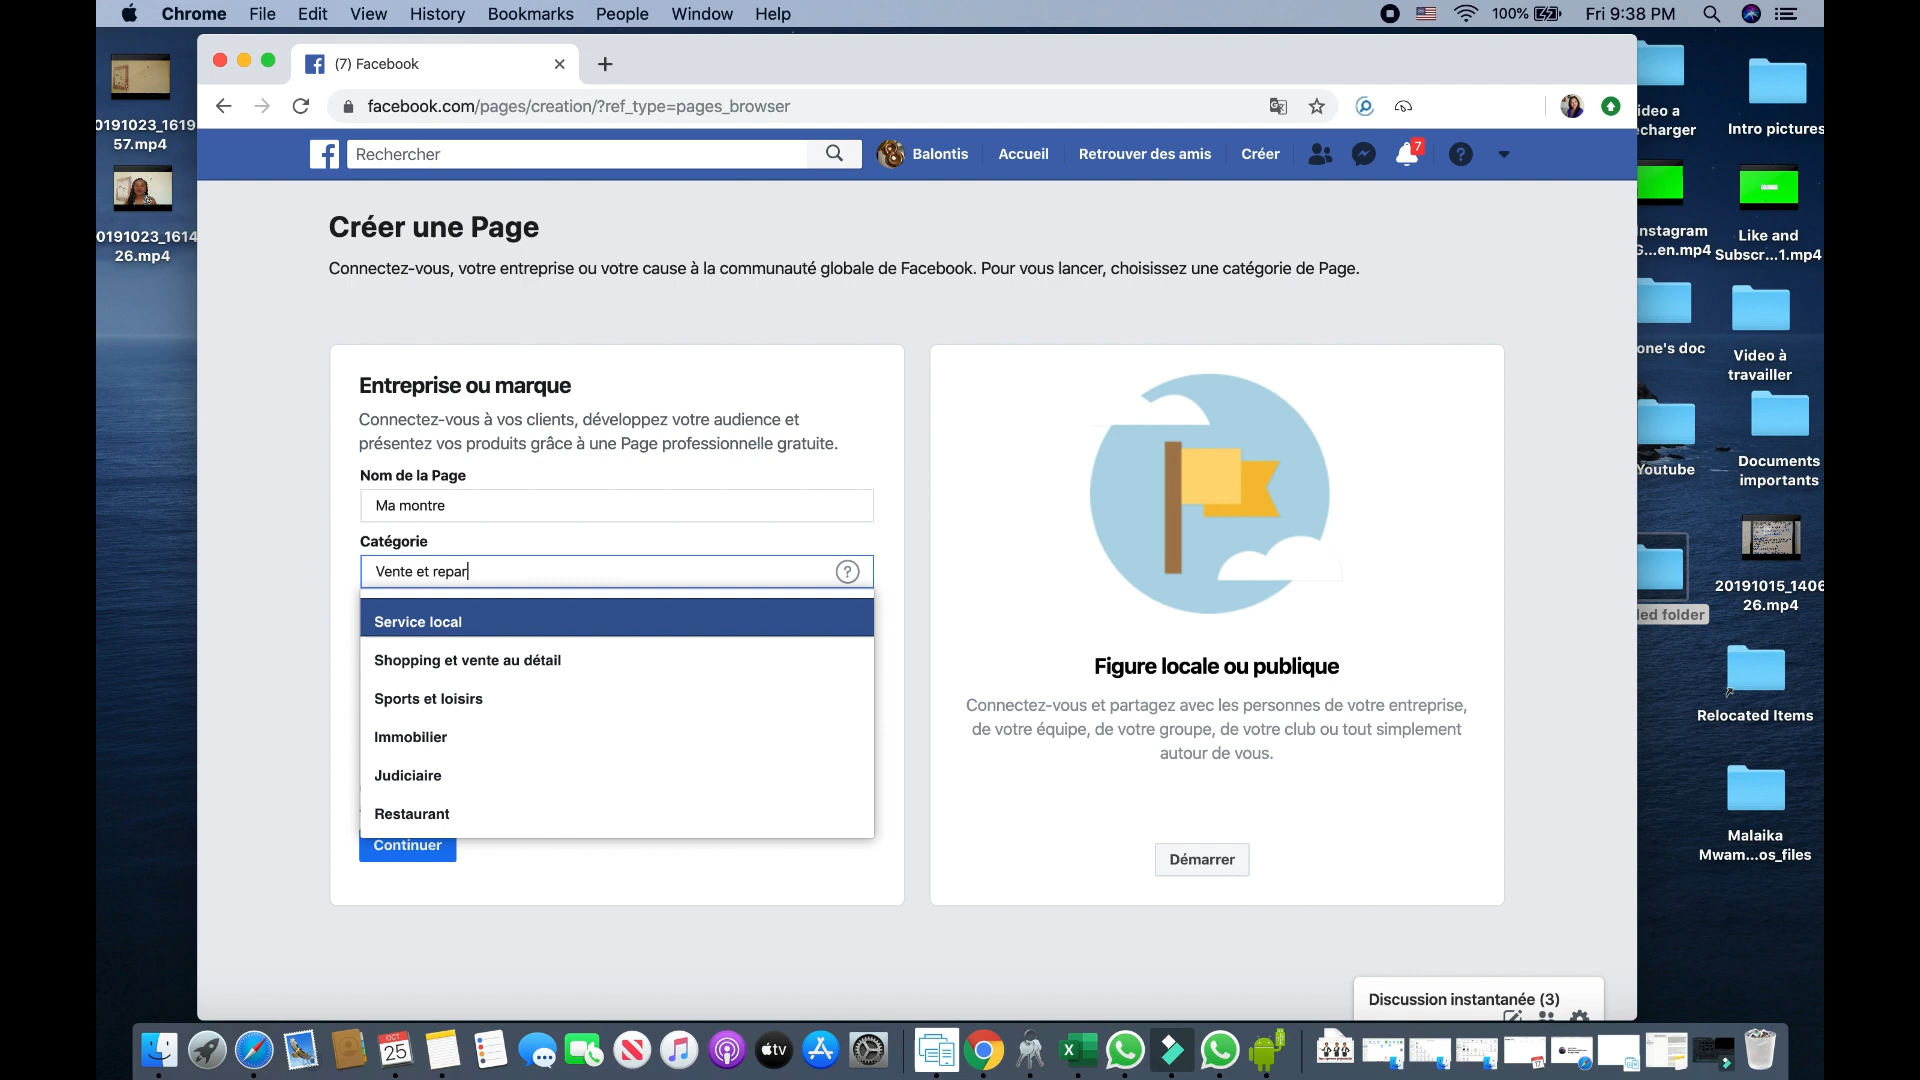 Chrome File Edit View History Bookmarks People Window Help
100% Fri 9:38 PM
(7) Facebook
facebook.com/pages/creation/?ref_type=pages_browser
Rechercher
Balontis Accueil Retrouver des amis Créer 7
Créer une Page
Connectez-vous, votre entreprise ou votre cause à la communauté globale de Facebook. Pour vous lancer, choisissez une catégorie de Page.
Entreprise ou marque
Connectez-vous à vos clients, développez votre audience et
présentez vos produits grâce à une Page professionnelle gratuite.
Nom de la Page
Ma montre
Catégorie
Vente et repar
Service local
Shopping et vente au détail
Sports et loisirs
Immobilier
Judiciaire
Restaurant
Continuer
Figure locale ou publique
Connectez-vous et partagez avec les personnes de votre entreprise,
de votre équipe, de votre groupe, de votre club ou tout simplement
autour de vous.
Démarrer
Discussion instantanée (3)
0191023_1619
57.mp4
0191023_1614
26.mp4
ideo a
charger
Intro pictures
nstagram
G...en.mp4
Like and
Subscr...1.mp4
one's doc
Video à
travailler
Youtube
Documents
importants
20191015_1406
26.mp4
led folder
Relocated Items
Malaika
Mwam...os_files
OCT
25
tv